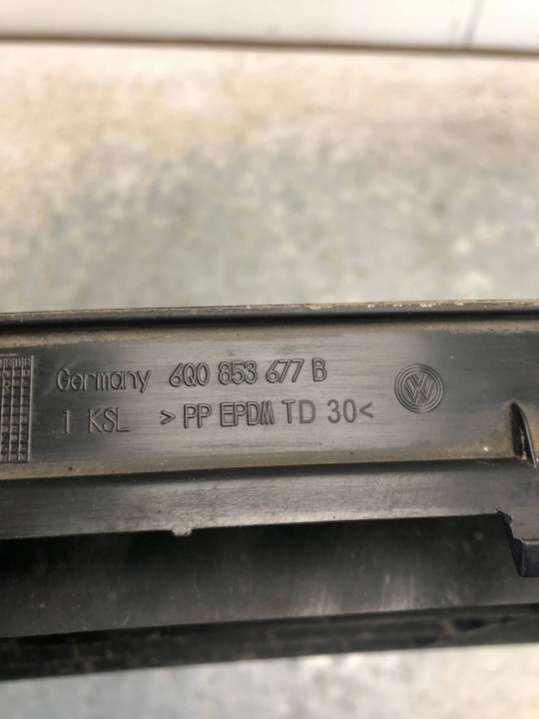 Germany 6Q0 853 677 B
1 KSL >PP EPDM TD 30<